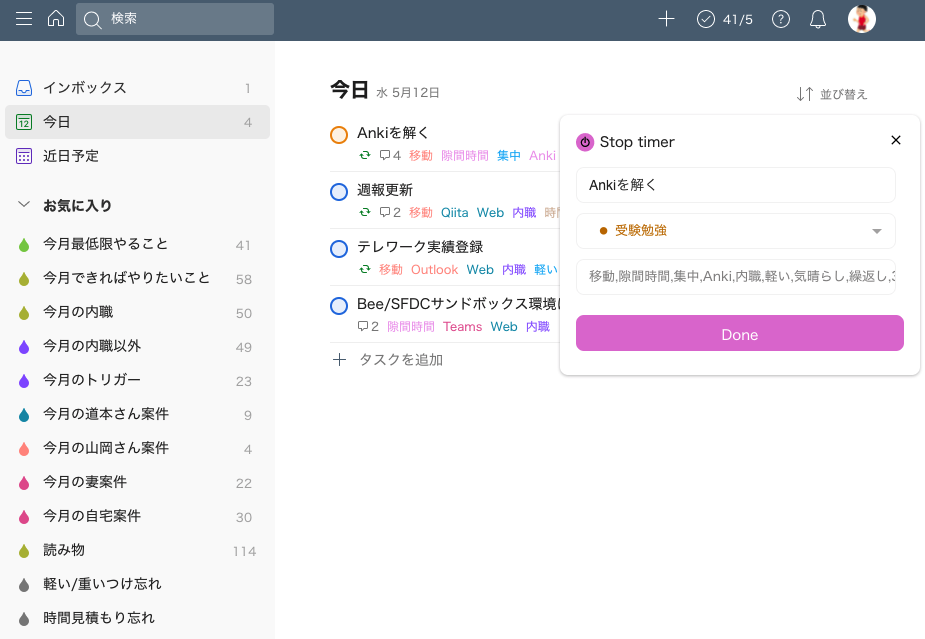 検索
41/5
インボックス 1
12 今日 4
近日予定
お気に入り
今月最低限やること 41
今月できればやりたいこと 58
今月の内職 50
今月の内職以外 49
今月のトリガー 23
今月の道本さん案件 9
今月の山岡さん案件 4
今月の妻案件 22
今月の自宅案件 30
読み物 114
軽い/重いつけ忘れ
時間見積もり忘れ
今日 水 5月12日
並び替え
Ankiを解く
4 移動 隙間時間 集中 Anki
週報更新
2 移動 Qiita Web 内職 時間
テレワーク実績登録
移動 Outlook Web 内職 軽い
Bee/SFDCサンドボックス環境
2 隙間時間 Teams Web 内職
タスクを追加
Stop timer
Ankiを解く
受験勉強
移動,隙間時間,集中,Anki,内職,軽い,気晴らし,繰返し,
Done